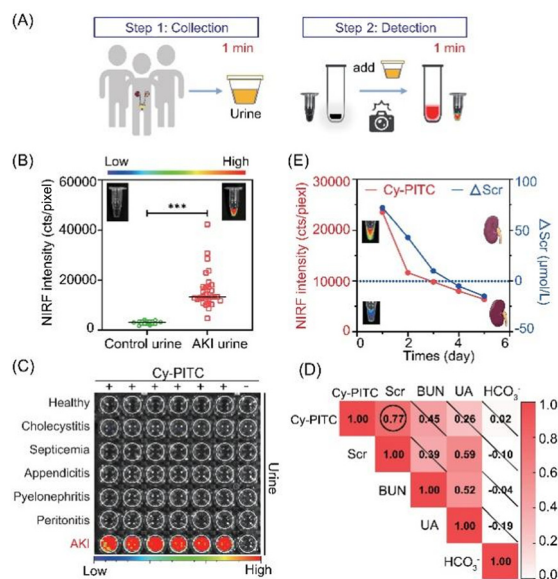 (A)
Step 1: Collection
1 min
Urine
Step 2: Detection
1 min
add
(B)
Low High
NIRF intensity (cts/piexl)
60000
40000
20000
0
***
Control urine AKI urine
(E)
Cy-PITC ΔScr
NIRF intensity (cts/piexl)
30000
20000
10000
0
100
50
0
-50
ΔScr (μmol/L)
0 1 2 3 4 5 6
Times (day)
(C)
Cy-PITC
+ + + + + + -
Healthy
Cholecystitis
Septicemia
Appendicitis
Pyelonephritis
Peritonitis
AKI
Urine
Low High
(D)
Cy-PITC Scr BUN UA HCO₃⁻
Cy-PITC 1.00 0.77 0.45 0.26 0.02
Scr 1.00 0.39 0.59 -0.10
BUN 1.00 0.52 -0.04
UA 1.00 -0.19
HCO₃⁻ 1.00
1.0
0.8
0.6
0.4
0.2
0.0